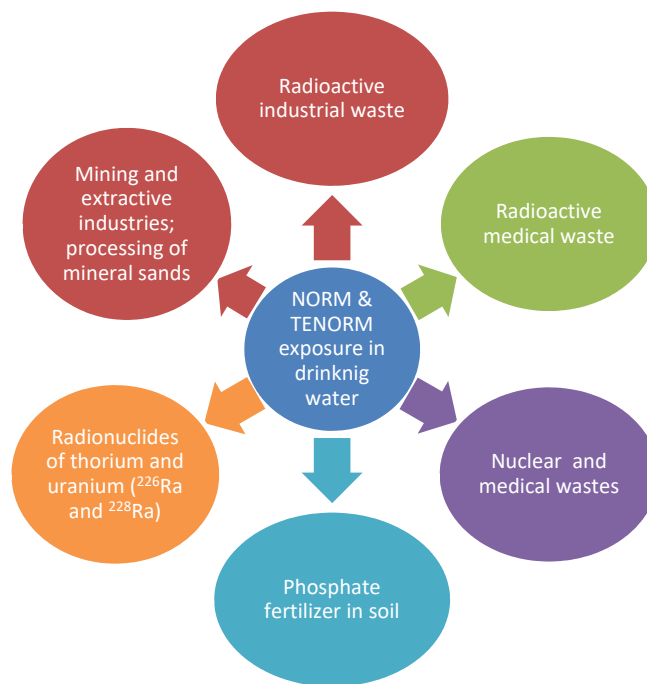 Radioactive
industrial waste
Mining and
extractive
industries;
processing of
mineral sands
Radioactive
medical waste
NORM &
TENORM
exposure in
drinknig
water
Radionuclides
of thorium and
uranium (²²⁶Ra
and ²²⁸Ra)
Nuclear and
medical wastes
Phosphate
fertilizer in soil